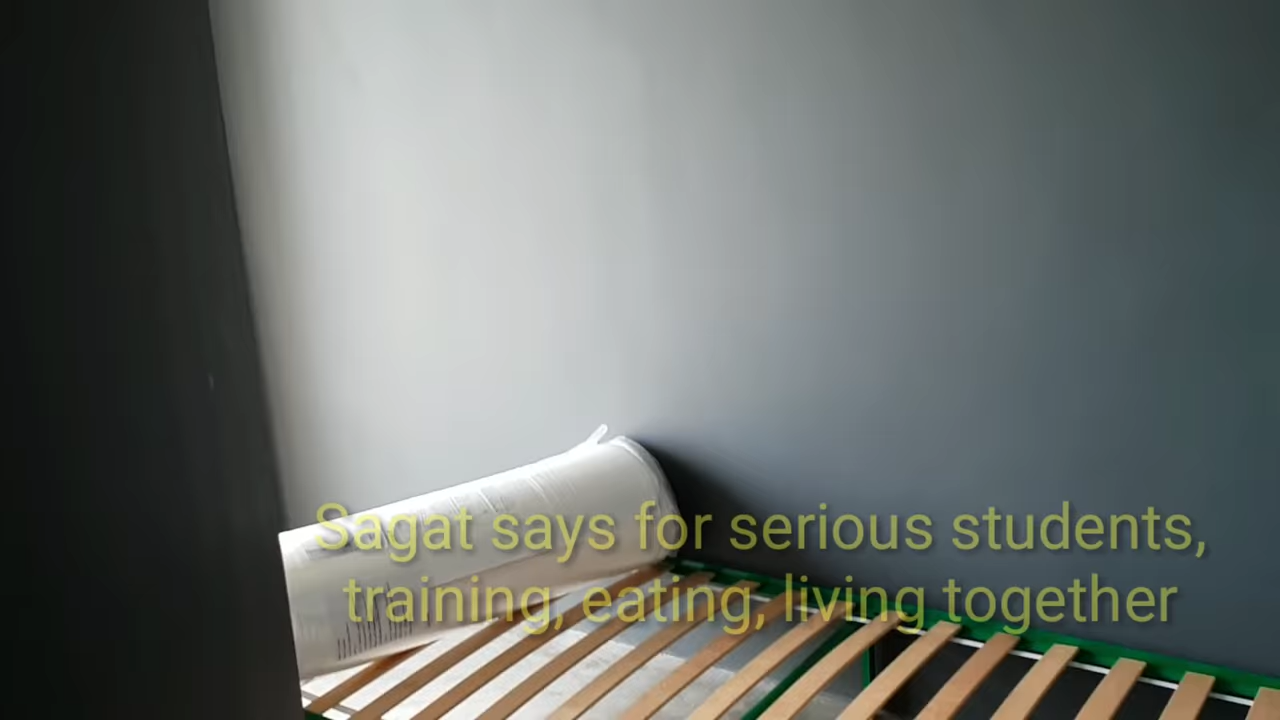 Sagat says for serious students,
training, eating, living together